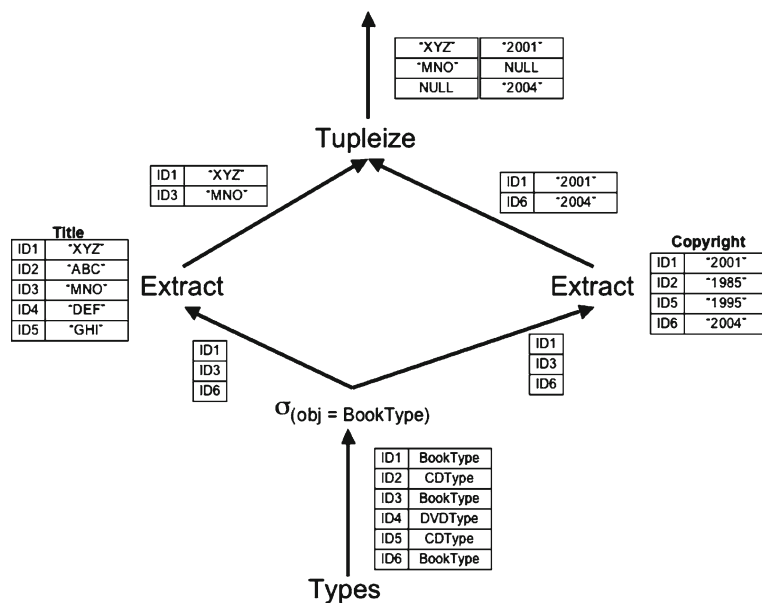 "XYZ" "2001"
"MNO" NULL
NULL "2004"
Tupleize
ID1 "XYZ"
ID3 "MNO"
ID1 "2001"
ID6 "2004"
Title
ID1 "XYZ"
ID2 "ABC"
ID3 "MNO"
ID4 "DEF"
ID5 "GHI"
Extract
Extract
Copyright
ID1 "2001"
ID2 "1985"
ID5 "1995"
ID6 "2004"
ID1
ID3
ID6
ID1
ID3
ID6
σ(obj = BookType)
ID1 BookType
ID2 CDType
ID3 BookType
ID4 DVDType
ID5 CDType
ID6 BookType
Types